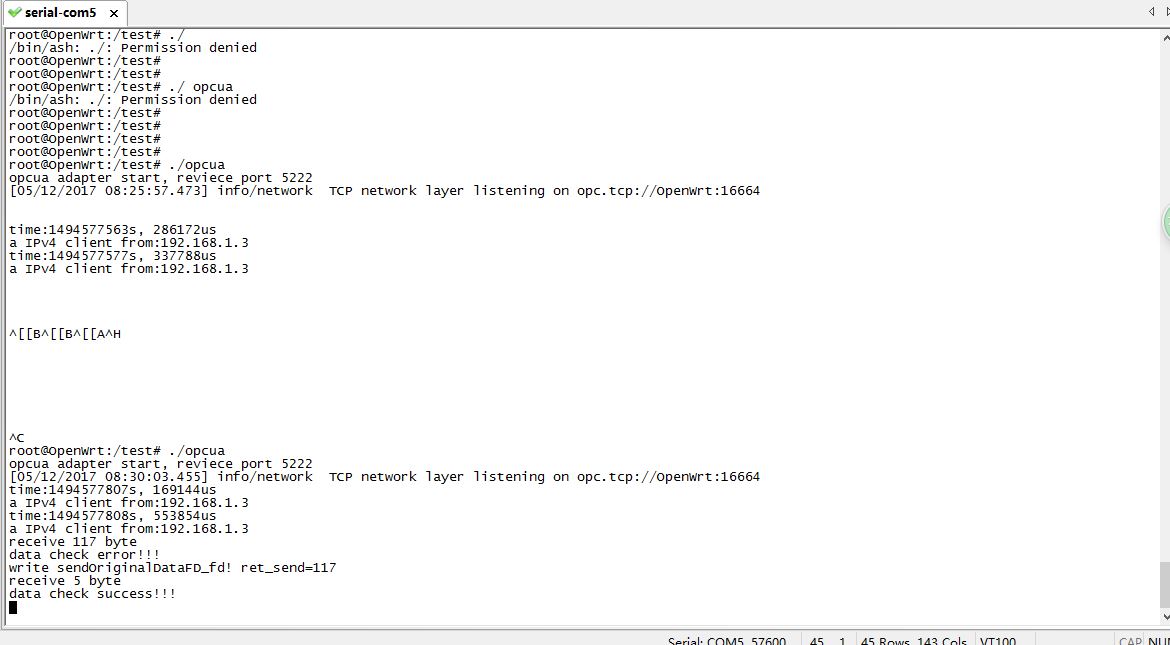 serial-com5
root@OpenWrt:/test# ./
/bin/ash: ./: Permission denied
root@OpenWrt:/test#
root@OpenWrt:/test#
root@OpenWrt:/test# ./ opcua
/bin/ash: ./: Permission denied
root@OpenWrt:/test#
root@OpenWrt:/test#
root@OpenWrt:/test#
root@OpenWrt:/test#
root@OpenWrt:/test# ./opcua
opcua adapter start, reviece port 5222
[05/12/2017 08:25:57.473] info/network  TCP network layer listening on opc.tcp://OpenWrt:16664
time:1494577563s, 286172us
a IPv4 client from:192.168.1.3
time:1494577577s, 337788us
a IPv4 client from:192.168.1.3
^[[B^[[B^[[A^H
^C
root@OpenWrt:/test# ./opcua
opcua adapter start, reviece port 5222
[05/12/2017 08:30:03.455] info/network  TCP network layer listening on opc.tcp://OpenWrt:16664
time:1494577807s, 169144us
a IPv4 client from:192.168.1.3
time:1494577808s, 553854us
a IPv4 client from:192.168.1.3
receive 117 byte
data check error!!!
write sendOriginalDataFD_fd! ret_send=117
receive 5 byte
data check success!!!
Serial: COM5, 57600 45, 1 45 Rows, 143 Cols VT100 CAP NUM